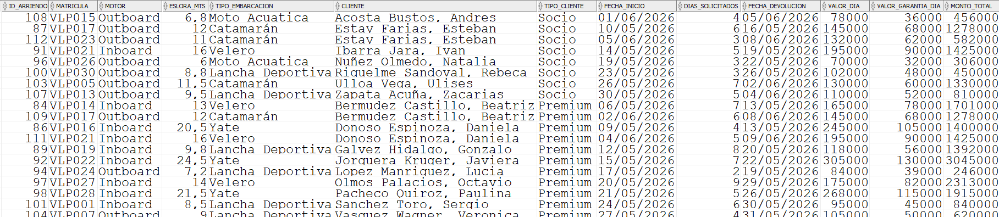 ID_ARRIENDO MATRICULA MOTOR ESLORA_MTS TIPO_EMBARCACION CLIENTE TIPO_CLIENTE FECHA_INICIO DIAS_SOLICITADOS FECHA_DEVOLUCION VALOR_DIA VALOR_GARANTIA_DIA MONTO_TOTAL
108 VLP015 Outboard 6,8 Moto Acuatica Acosta Bustos, Andres Socio 01/06/2026 4 05/06/2026 78000 36000 456000
87 VLP017 Outboard 12 Catamarán Estay Farias, Esteban Socio 10/05/2026 6 16/05/2026 145000 68000 1278000
112 VLP023 Outboard 11 Catamarán Estay Farias, Esteban Socio 05/06/2026 3 08/06/2026 132000 62000 582000
91 VLP021 Inboard 16 Velero Ibarra Jara, Ivan Socio 14/05/2026 5 19/05/2026 195000 90000 1425000
96 VLP026 Outboard 6 Moto Acuatica Nuñez Olmedo, Natalia Socio 19/05/2026 3 22/05/2026 70000 32000 306000
100 VLP030 Outboard 8,8 Lancha Deportiva Riquelme Sandoval, Rebeca Socio 23/05/2026 3 26/05/2026 102000 48000 450000
103 VLP005 Outboard 11,5 Catamarán Ulloa Vega, Ulises Socio 26/05/2026 7 02/06/2026 130000 60000 1330000
107 VLP013 Outboard 9,5 Lancha Deportiva Zapata Acuña, Zacarias Socio 30/05/2026 5 04/06/2026 110000 52000 810000
84 VLP014 Inboard 13 Velero Bermudez Castillo, Beatriz Premium 06/05/2026 7 13/05/2026 165000 78000 1701000
109 VLP017 Outboard 12 Catamarán Bermudez Castillo, Beatriz Premium 02/06/2026 6 08/06/2026 145000 68000 1278000
86 VLP016 Inboard 20,5 Yate Donoso Espinoza, Daniela Premium 09/05/2026 4 13/05/2026 245000 105000 1400000
111 VLP021 Inboard 16 Velero Donoso Espinoza, Daniela Premium 04/06/2026 5 09/06/2026 195000 90000 1425000
89 VLP019 Inboard 9,8 Lancha Deportiva Galvez Hidalgo, Gonzalo Premium 12/05/2026 8 20/05/2026 118000 56000 1392000
92 VLP022 Inboard 24,5 Yate Jorquera Kruger, Javiera Premium 15/05/2026 7 22/05/2026 305000 130000 3045000
94 VLP024 Outboard 7,2 Lancha Deportiva Lopez Manriquez, Lucia Premium 17/05/2026 2 19/05/2026 84000 39000 246000
97 VLP027 Inboard 14 Velero Olmos Palacios, Octavio Premium 20/05/2026 9 29/05/2026 175000 82000 2313000
98 VLP028 Inboard 21,5 Yate Pacheco Quiroz, Paulina Premium 21/05/2026 5 26/05/2026 268000 115000 1915000
101 VLP001 Inboard 8,5 Lancha Deportiva Sanchez Toro, Sergio Premium 24/05/2026 6 30/05/2026 95000 45000 840000
104 VLP007 Outboard 9 Lancha Deportiva Vasquez Wagner, Veronica Premium 27/05/2026 4 31/05/2026 105000 50000 620000